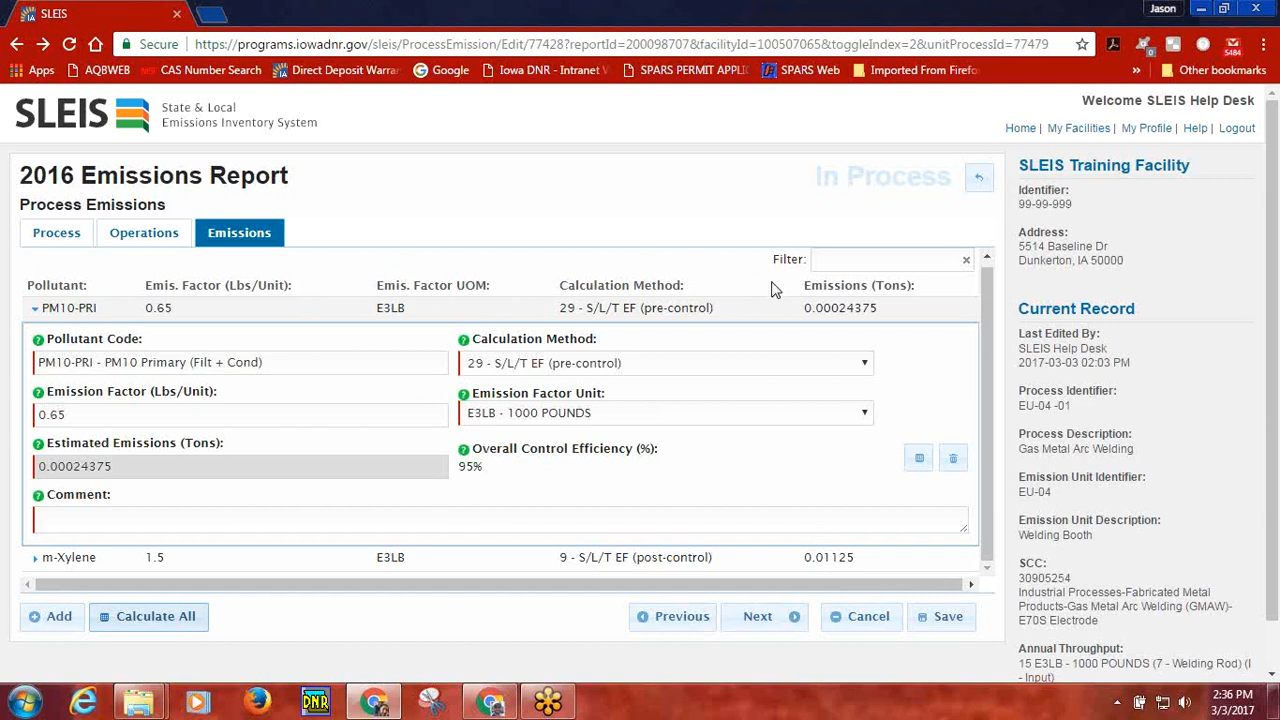 SLEIS
Jason
Secure
https://programs.iowadnr.gov/sleis/ProcessEmission/Edit/77428?reportId=200098707&facilityId=100507065&toggleIndex=2&unitProcessId=77479
5484
Apps
AQBWEB
CAS Number Search
Direct Deposit Warra
Google
Iowa DNR - Intranet
SPARS PERMIT APPLIC
SPARS Web
Imported From Firefo
»
Other bookmarks
SLEIS
State & Local
Emissions Inventory System
Welcome SLEIS Help Desk
Home | My Facilities | My Profile | Help | Logout
2016 Emissions Report
In Process
Process Emissions
Process
Operations
Emissions
Filter:
Pollutant: Emis. Factor (Lbs/Unit): Emis. Factor UOM: Calculation Method: Emissions (Tons):
PM10-PRI 0.65 E3LB 29 - S/L/T EF (pre-control) 0.00024375
Pollutant Code:
PM10-PRI - PM10 Primary (Filt + Cond)
Calculation Method:
29 - S/L/T EF (pre-control)
Emission Factor (Lbs/Unit):
0.65
Emission Factor Unit:
E3LB - 1000 POUNDS
Estimated Emissions (Tons):
0.00024375
Overall Control Efficiency (%):
95%
Comment:
m-Xylene 1.5 E3LB 9 - S/L/T EF (post-control) 0.01125
Add
Calculate All
Previous
Next
Cancel
Save
SLEIS Training Facility
Identifier:
99-99-999
Address:
5514 Baseline Dr
Dunkerton, IA 50000
Current Record
Last Edited By:
SLEIS Help Desk
2017-03-03 02:03 PM
Process Identifier:
EU-04 -01
Process Description:
Gas Metal Arc Welding
Emission Unit Identifier:
EU-04
Emission Unit Description:
Welding Booth
SCC:
30905254
Industrial Processes-Fabricated Metal
Products-Gas Metal Arc Welding (GMAW)-
E70S Electrode
Annual Throughput:
15 E3LB - 1000 POUNDS (7 - Welding Rod) (I
- Input)
DNR
2:36 PM
3/3/2017